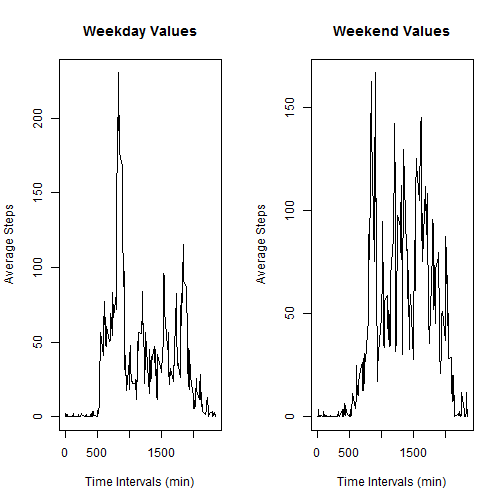 Weekday Values
Average Steps
0 50 100 150 200
0 500 1500
Time Intervals (min)
Weekend Values
Average Steps
0 50 100 150
0 500 1500
Time Intervals (min)